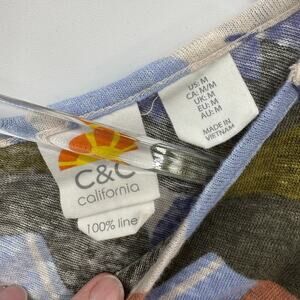 C&C
california
100% line
US: M
CA: M/M
UK: M
EU: M
AU: M
MADE IN
VIETNAM